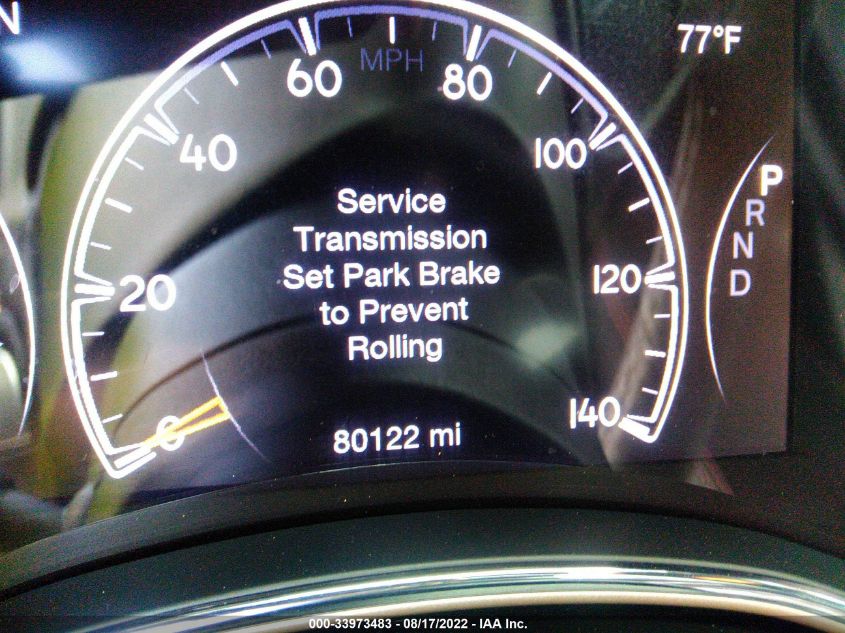 N
77°F
MPH
60
80
40
100
20
120
0
140
P
R
N
D
Service
Transmission
Set Park Brake
to Prevent
Rolling
80122 mi
000-33973483 - 08/17/2022 - IAA Inc.